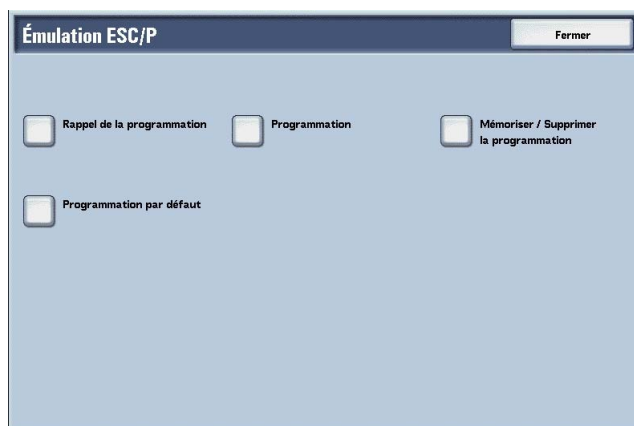 Émulation ESC/P
Fermer
Rappel de la programmation
Programmation
Mémoriser / Supprimer
la programmation
Programmation par défaut